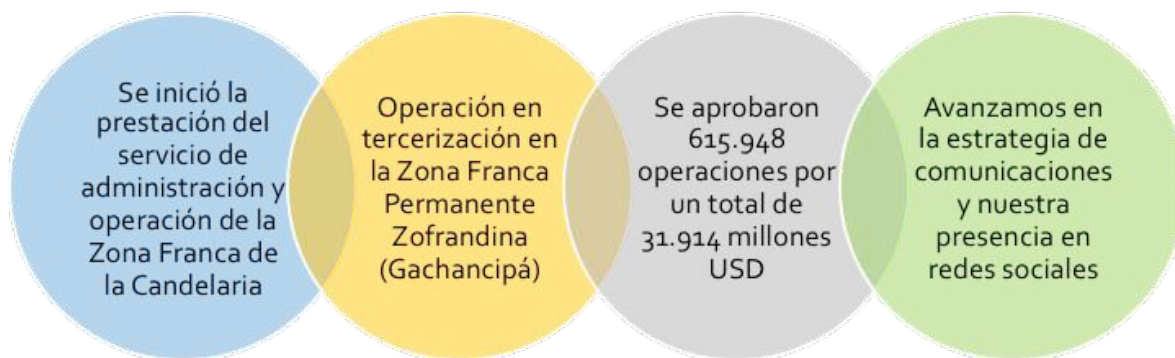 Se inició la
prestación del
servicio de
administración y
operación de la
Zona Franca de
la Candelaria
Operación en
tercerización en
la Zona Franca
Permanente
Zofrandina
(Gachancipá)
Se aprobaron
615.948
operaciones por
un total de
31.914 millones
USD
Avanzamos en
la estrategia de
comunicaciones
y nuestra
presencia en
redes sociales